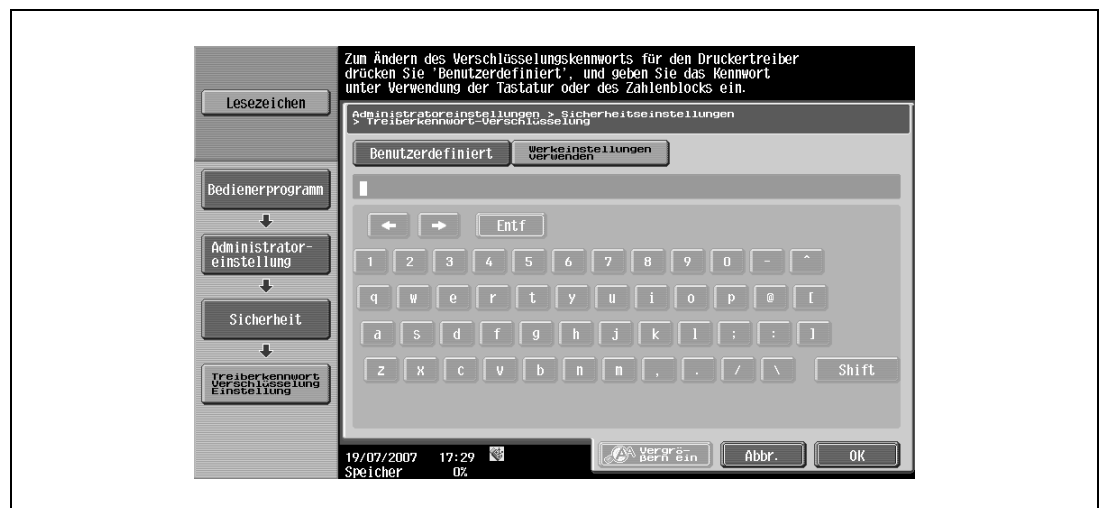 Zum Ändern des Verschlüsselungskennworts für den Druckertreiber
drücken Sie 'Benutzerdefiniert', und geben Sie das Kennwort
unter Verwendung der Tastatur oder des Zahlenblocks ein.
Lesezeichen
Administratoreinstellungen > Sicherheitseinstellungen
> Treiberkennwort-Verschlüsselung
Benutzerdefiniert
Werkeinstellungen
verwenden
Bedienerprogramm
← → Entf
Administrator-
einstellung
1 2 3 4 5 6 7 8 9 0 - ^
q w e r t y u i o p @ [
Sicherheit
a s d f g h j k l ; : ]
z x c v b n m , . / \ Shift
Treiberkennwort
Verschlüsselung
Einstellung
Vergrö-
ßern ein
Abbr.
OK
19/07/2007 17:29
Speicher 0%